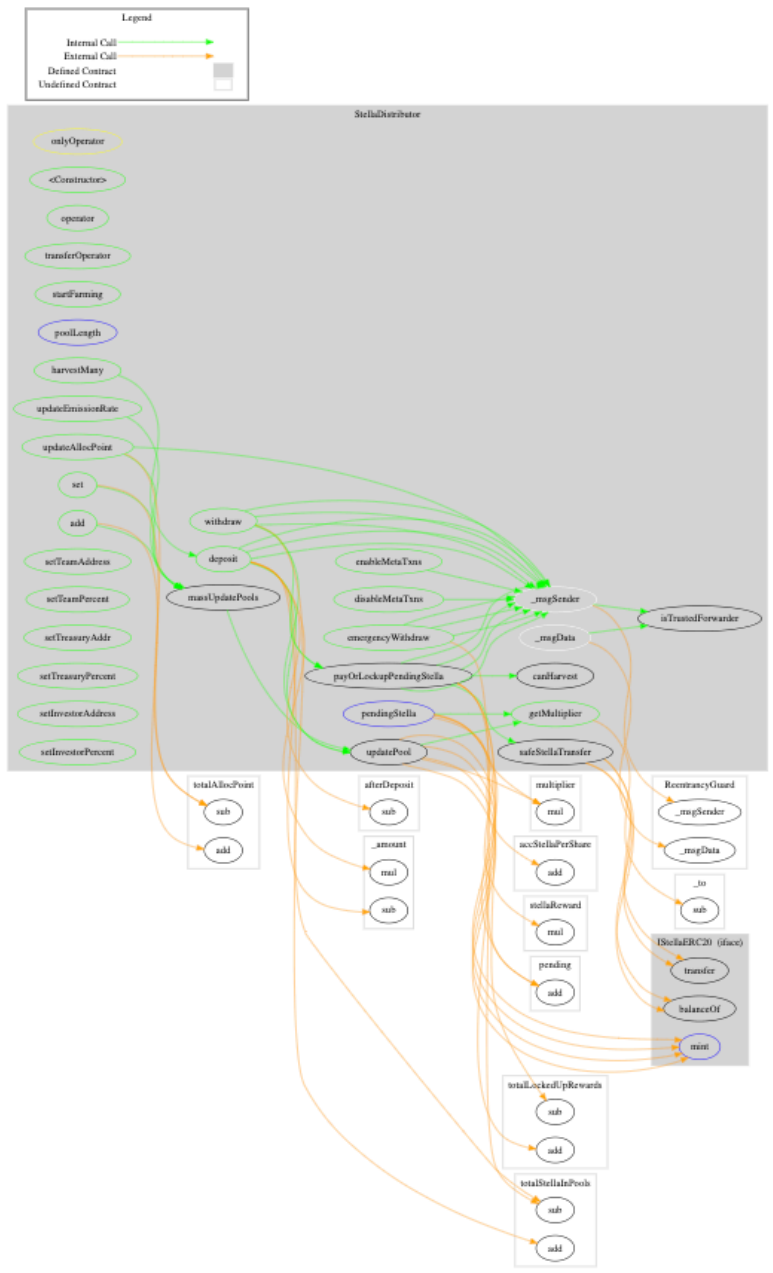 Legend
Internal Call
External Call
Defined Contract
Undefined Contract
StellaDistributor
onlyOperator
<Constructor>
operator
transferOperator
startFarming
poolLength
harvestMany
updateEmissionRate
updateAllocPoint
set
add
setTeamAddress
setTeamPercent
setTreasuryAddr
setTreasuryPercent
setInvestorAddress
setInvestorPercent
withdraw
deposit
massUpdatePools
enableMetaTxns
disableMetaTxns
emergencyWithdraw
payOrLockupPendingStella
pendingStella
updatePool
_msgSender
_msgData
canHarvest
getMultiplier
safeStellaTransfer
isTrustedForwarder
totalAllocPoint
sub
add
afterDeposit
sub
_amount
mul
sub
multiplier
mul
accStellaPerShare
add
stellaReward
mul
pending
add
totalLockedUpRewards
sub
add
totalStellaInPools
sub
add
ReentrancyGuard
_msgSender
_msgData
_to
sub
IStellaERC20 (iface)
transfer
balanceOf
mint